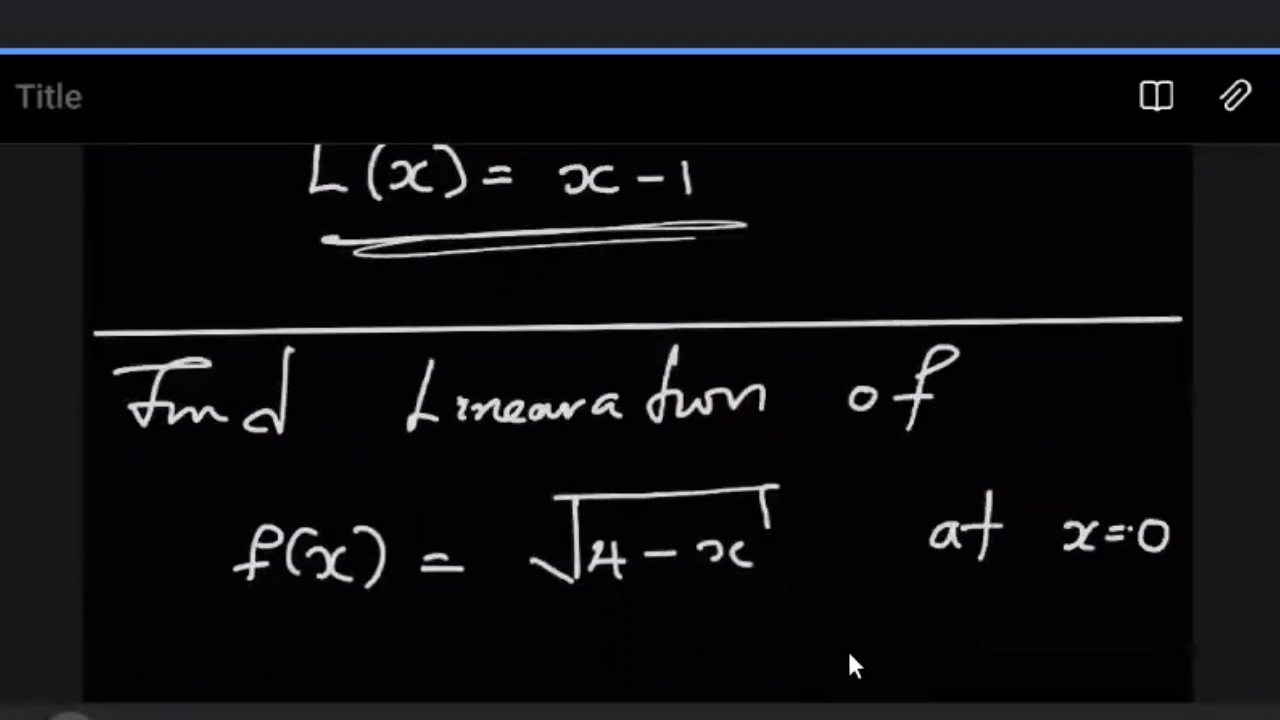 Title
L(x) = x - 1
Find Linearation of
f(x) = √4 - x at x = 0